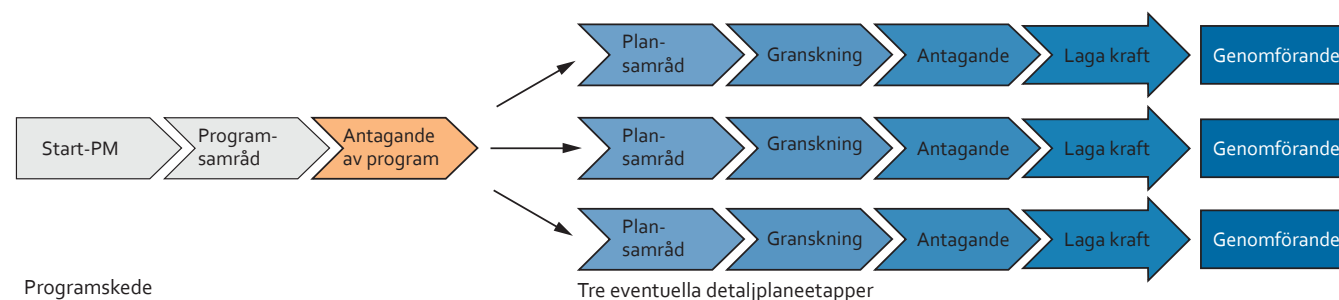 Start-PM
Program-
samråd
Antagande
av program
Plan-
samråd
Granskning
Antagande
Laga kraft
Genomförande
Plan-
samråd
Granskning
Antagande
Laga kraft
Genomförande
Plan-
samråd
Granskning
Antagande
Laga kraft
Genomförande
Programskede
Tre eventuella detaljplaneetapper